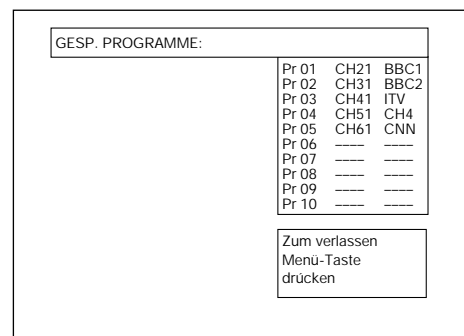 GESP. PROGRAMME:
Pr 01 CH21 BBC1
Pr 02 CH31 BBC2
Pr 03 CH41 ITV
Pr 04 CH51 CH4
Pr 05 CH61 CNN
Pr 06 –––– ––––
Pr 07 –––– ––––
Pr 08 –––– ––––
Pr 09 –––– ––––
Pr 10 –––– ––––
Zum verlassen
Menü-Taste
drücken